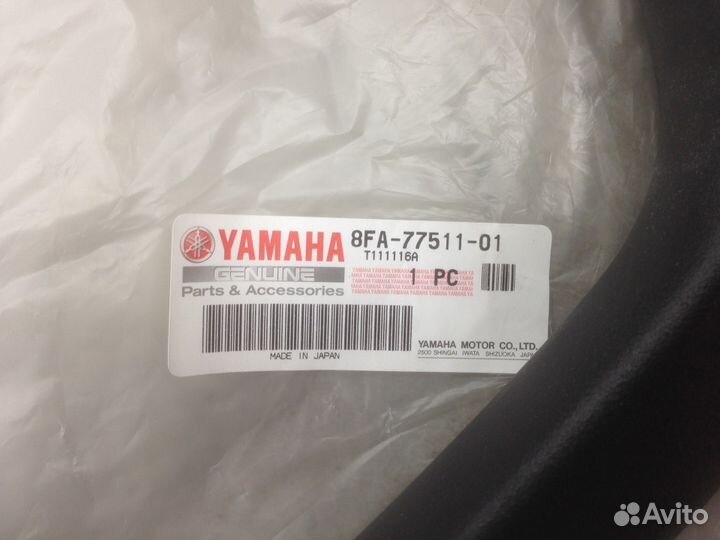 YAMAHA 8FA-77511-01
T111116A
GENUINE
Parts & Accessories
1 PC
MADE IN JAPAN
YAMAHA MOTOR CO., LTD.
2500 SHINGAI IWATA SHIZUOKA JAPA
Avito